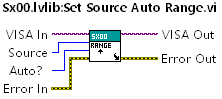 Sx00.lvlib:Set Source Auto Range.vi
VISA In
VISA Out
Source
SX00
RANGE
Auto?
Error In
Error Out